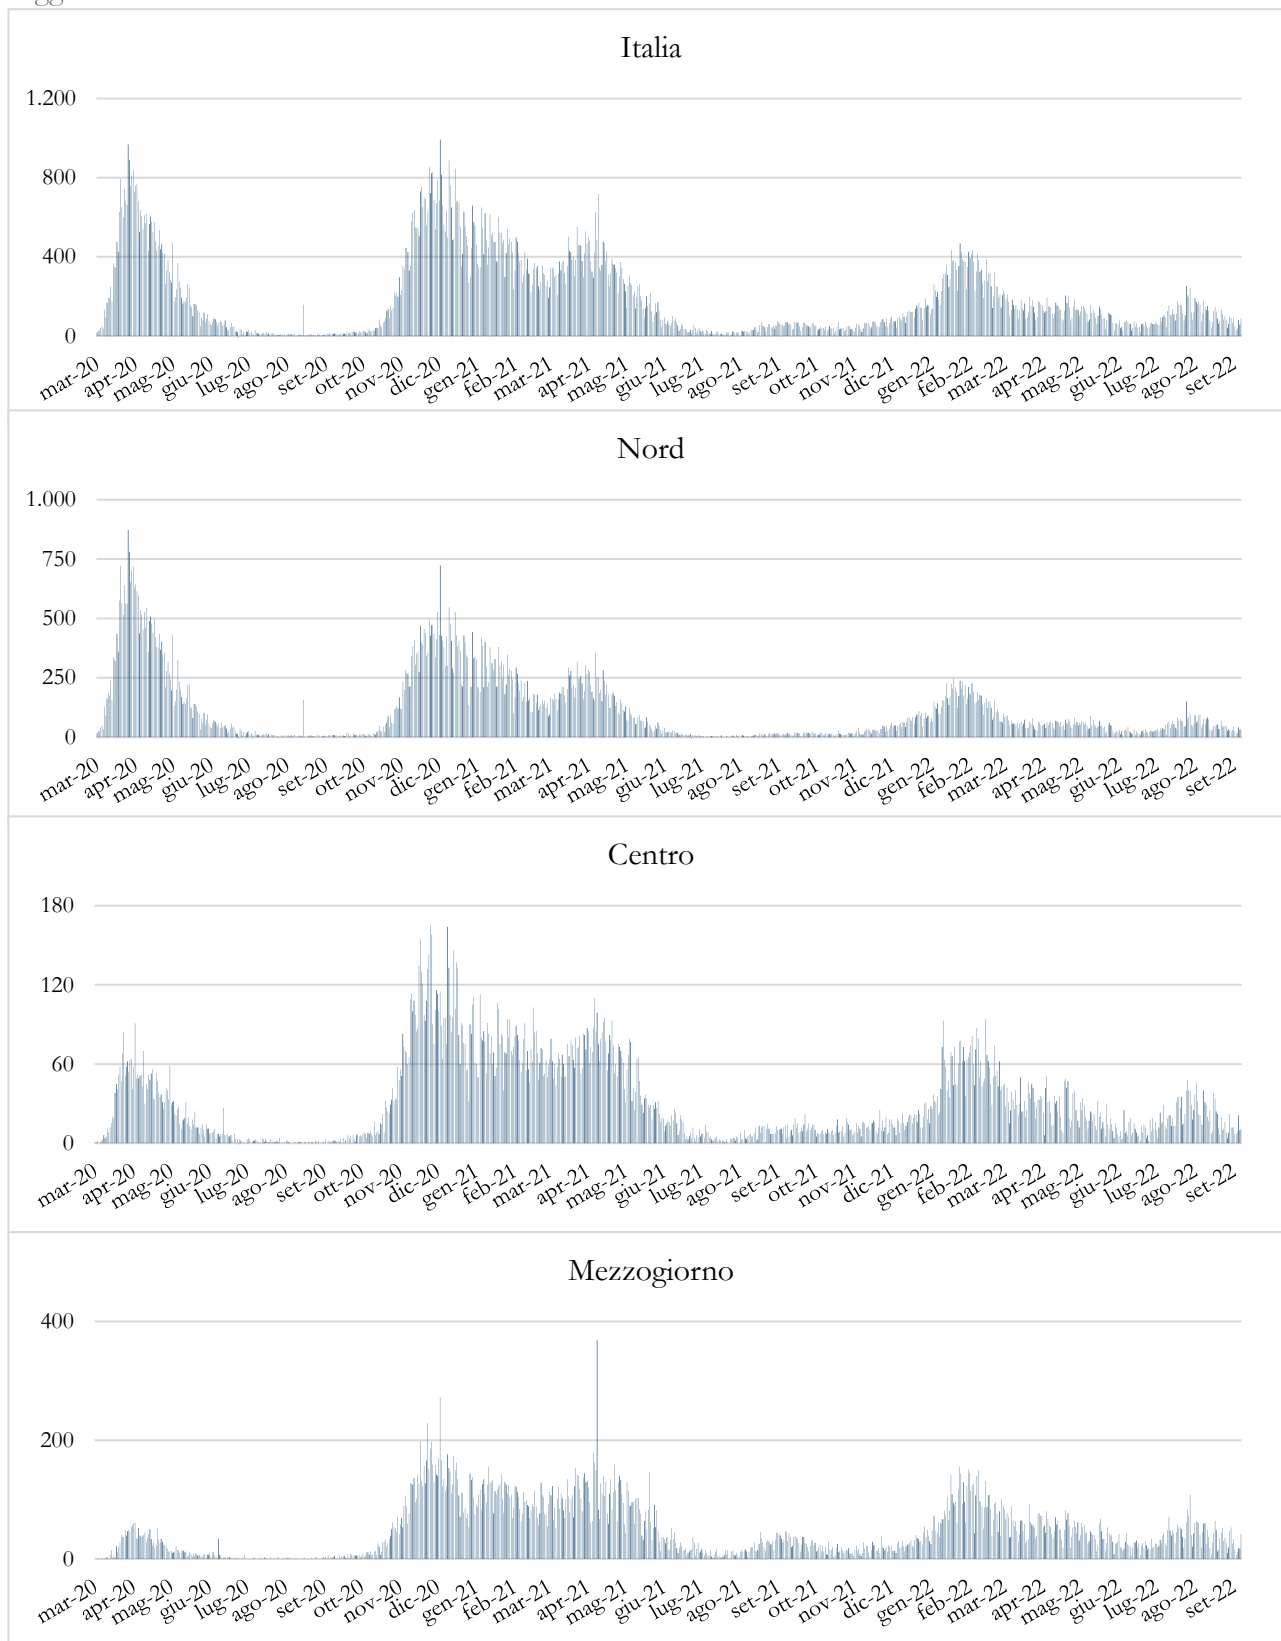 Italia
1.200
800
400
0
mar-20 apr-20 mag-20 giu-20 lug-20 ago-20 set-20 ott-20 nov-20 dic-20 gen-21 feb-21 mar-21 apr-21 mag-21 giu-21 lug-21 ago-21 set-21 ott-21 nov-21 dic-21 gen-22 feb-22 mar-22 apr-22 mag-22 giu-22 lug-22 ago-22 set-22
Nord
1.000
750
500
250
0
mar-20 apr-20 mag-20 giu-20 lug-20 ago-20 set-20 ott-20 nov-20 dic-20 gen-21 feb-21 mar-21 apr-21 mag-21 giu-21 lug-21 ago-21 set-21 ott-21 nov-21 dic-21 gen-22 feb-22 mar-22 apr-22 mag-22 giu-22 lug-22 ago-22 set-22
Centro
180
120
60
0
mar-20 apr-20 mag-20 giu-20 lug-20 ago-20 set-20 ott-20 nov-20 dic-20 gen-21 feb-21 mar-21 apr-21 mag-21 giu-21 lug-21 ago-21 set-21 ott-21 nov-21 dic-21 gen-22 feb-22 mar-22 apr-22 mag-22 giu-22 lug-22 ago-22 set-22
Mezzogiorno
400
200
0
mar-20 apr-20 mag-20 giu-20 lug-20 ago-20 set-20 ott-20 nov-20 dic-20 gen-21 feb-21 mar-21 apr-21 mag-21 giu-21 lug-21 ago-21 set-21 ott-21 nov-21 dic-21 gen-22 feb-22 mar-22 apr-22 mag-22 giu-22 lug-22 ago-22 set-22